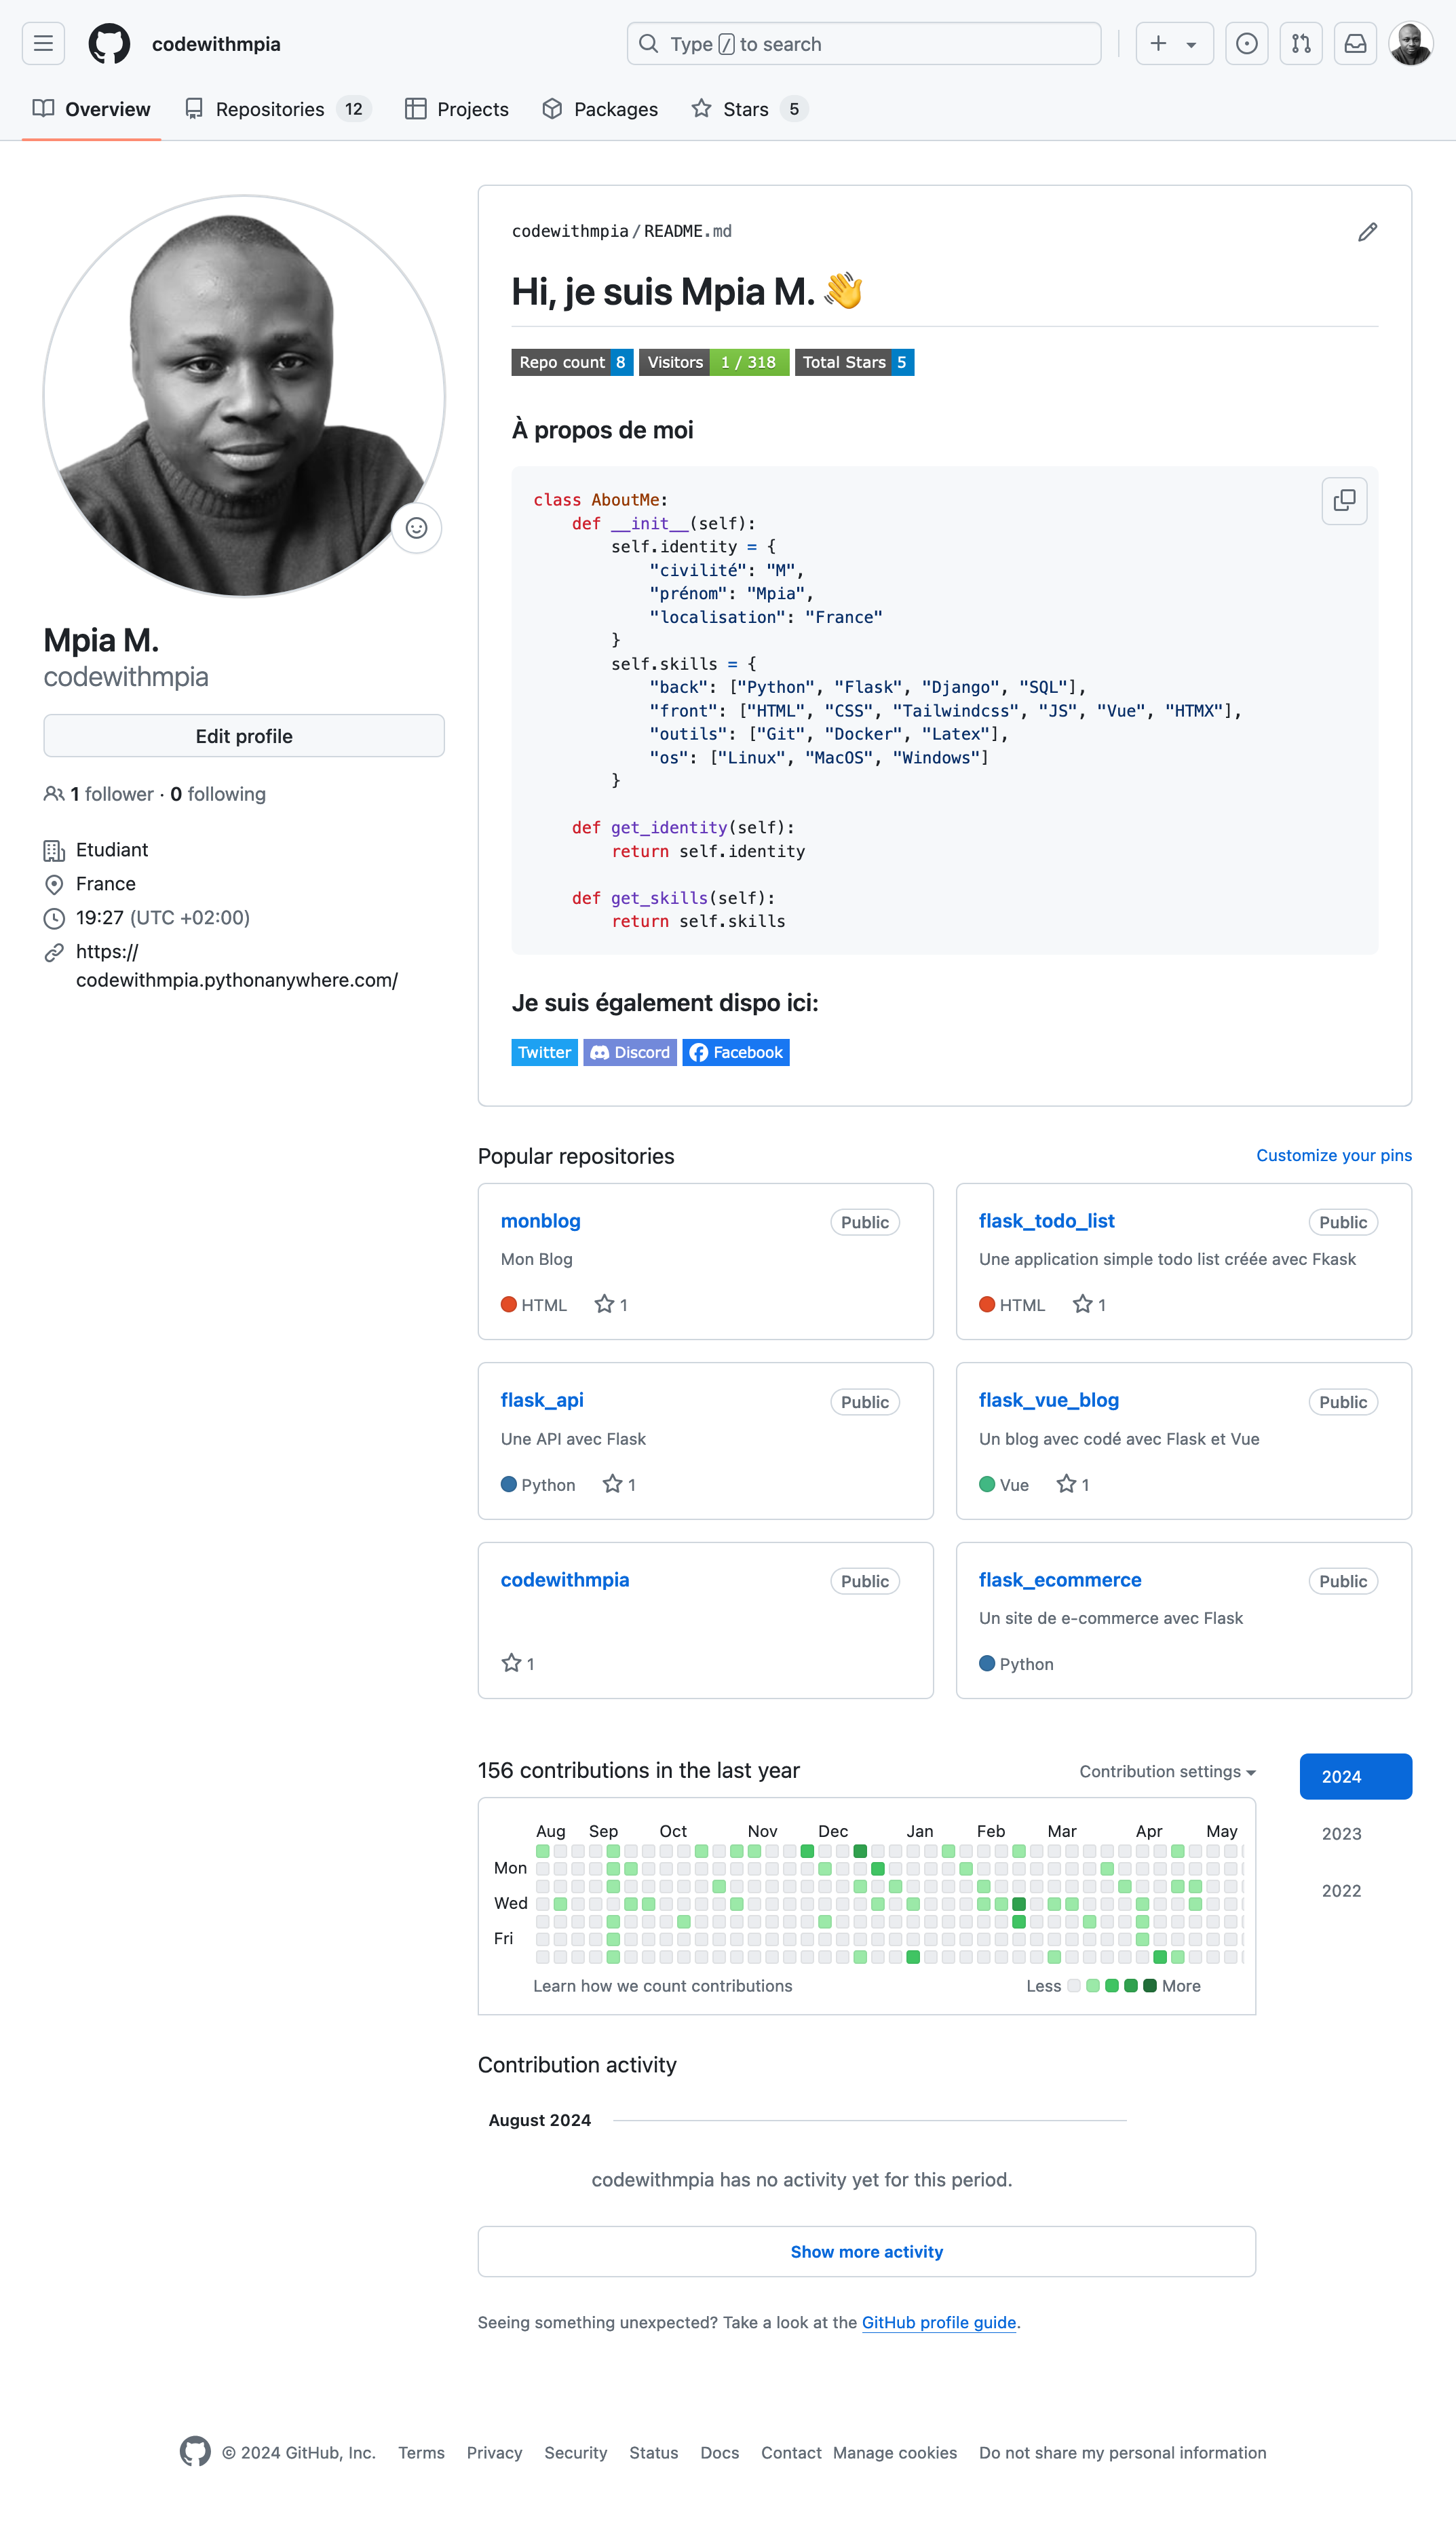 codewithmpia
Type / to search
Overview
Repositories 12
Projects
Packages
Stars 5
Mpia M.
codewithmpia
Edit profile
1 follower · 0 following
Etudiant
France
19:27 (UTC +02:00)
https://
codewithmpia.pythonanywhere.com/
codewithmpia/README.md
Hi, je suis Mpia M. 👋
Repo count 8 Visitors 1 / 318 Total Stars 5
À propos de moi
class AboutMe:
    def __init__(self):
        self.identity = {
            "civilité": "M",
            "prénom": "Mpia",
            "localisation": "France"
        }
        self.skills = {
            "back": ["Python", "Flask", "Django", "SQL"],
            "front": ["HTML", "CSS", "Tailwindcss", "JS", "Vue", "HTMX"],
            "outils": ["Git", "Docker", "Latex"],
            "os": ["Linux", "MacOS", "Windows"]
        }
    def get_identity(self):
        return self.identity
    def get_skills(self):
        return self.skills
Je suis également dispo ici:
Twitter Discord Facebook
Popular repositories
Customize your pins
monblog Public
Mon Blog
HTML 1
flask_todo_list Public
Une application simple todo list créée avec Fkask
HTML 1
flask_api Public
Une API avec Flask
Python 1
flask_vue_blog Public
Un blog avec codé avec Flask et Vue
Vue 1
codewithmpia Public
1
flask_ecommerce Public
Un site de e-commerce avec Flask
Python
156 contributions in the last year
Contribution settings
2024
2023
2022
Aug Sep Oct Nov Dec Jan Feb Mar Apr May
Mon
Wed
Fri
Learn how we count contributions
Less More
Contribution activity
August 2024
codewithmpia has no activity yet for this period.
Show more activity
Seeing something unexpected? Take a look at the GitHub profile guide.
© 2024 GitHub, Inc. Terms Privacy Security Status Docs Contact Manage cookies Do not share my personal information